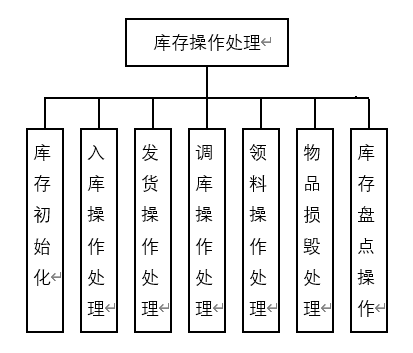 库存操作处理
库存初始化
入库操作处理
发货操作处理
调库操作处理
领料操作处理
物品损毁处理
库存盘点操作